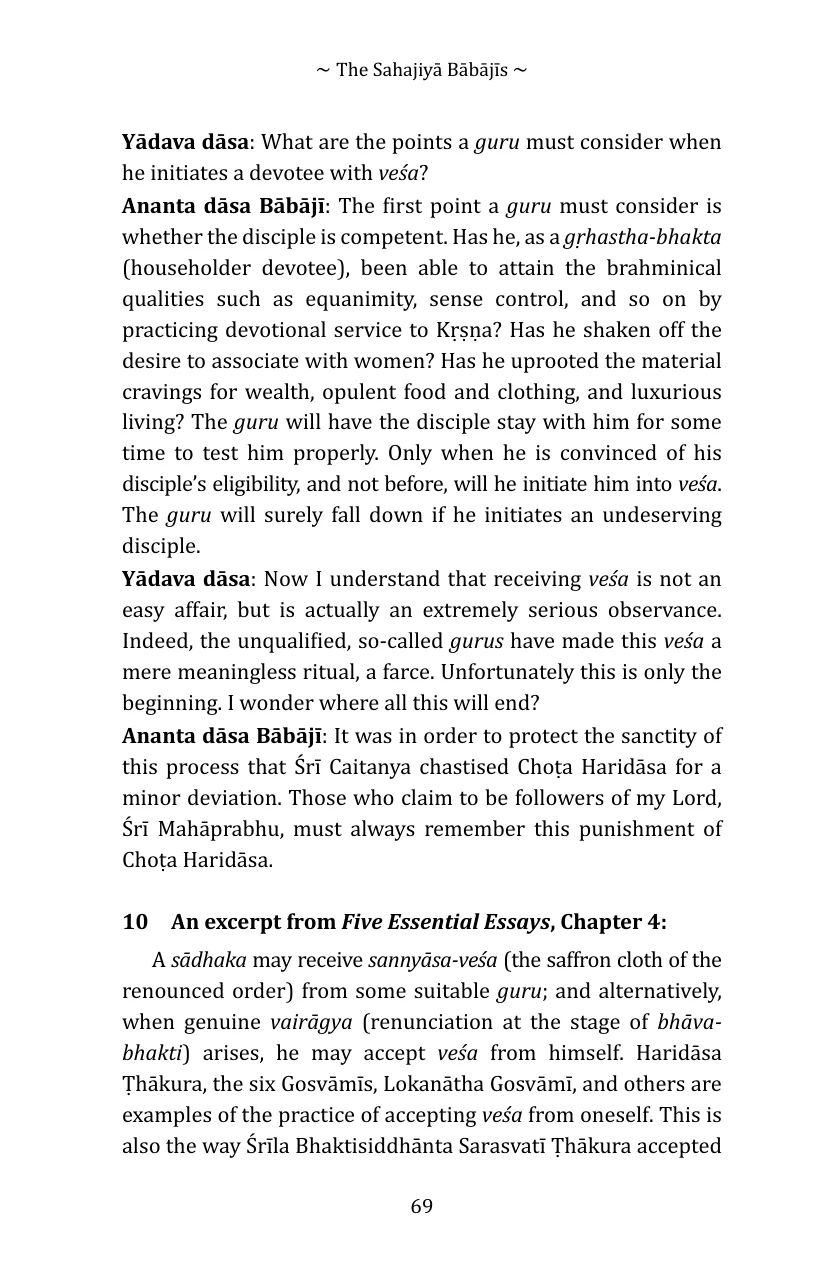 ~ The Sahajiyā Bābājīs ~
Yādava dāsa: What are the points a guru must consider when
he initiates a devotee with veśa?
Ananta dāsa Bābājī: The first point a guru must consider is
whether the disciple is competent. Has he, as a gṛhastha-bhakta
(householder devotee), been able to attain the brahminical
qualities such as equanimity, sense control, and so on by
practicing devotional service to Kṛṣṇa? Has he shaken off the
desire to associate with women? Has he uprooted the material
cravings for wealth, opulent food and clothing, and luxurious
living? The guru will have the disciple stay with him for some
time to test him properly. Only when he is convinced of his
disciple’s eligibility, and not before, will he initiate him into veśa.
The guru will surely fall down if he initiates an undeserving
disciple.
Yādava dāsa: Now I understand that receiving veśa is not an
easy affair, but is actually an extremely serious observance.
Indeed, the unqualified, so-called gurus have made this veśa a
mere meaningless ritual, a farce. Unfortunately this is only the
beginning. I wonder where all this will end?
Ananta dāsa Bābājī: It was in order to protect the sanctity of
this process that Śrī Caitanya chastised Choṭa Haridāsa for a
minor deviation. Those who claim to be followers of my Lord,
Śrī Mahāprabhu, must always remember this punishment of
Choṭa Haridāsa.
10 An excerpt from Five Essential Essays, Chapter 4:
A sādhaka may receive sannyāsa-veśa (the saffron cloth of the
renounced order) from some suitable guru; and alternatively,
when genuine vairāgya (renunciation at the stage of bhāva-
bhakti) arises, he may accept veśa from himself. Haridāsa
Ṭhākura, the six Gosvāmīs, Lokanātha Gosvāmī, and others are
examples of the practice of accepting veśa from oneself. This is
also the way Śrīla Bhaktisiddhānta Sarasvatī Ṭhākura accepted
69